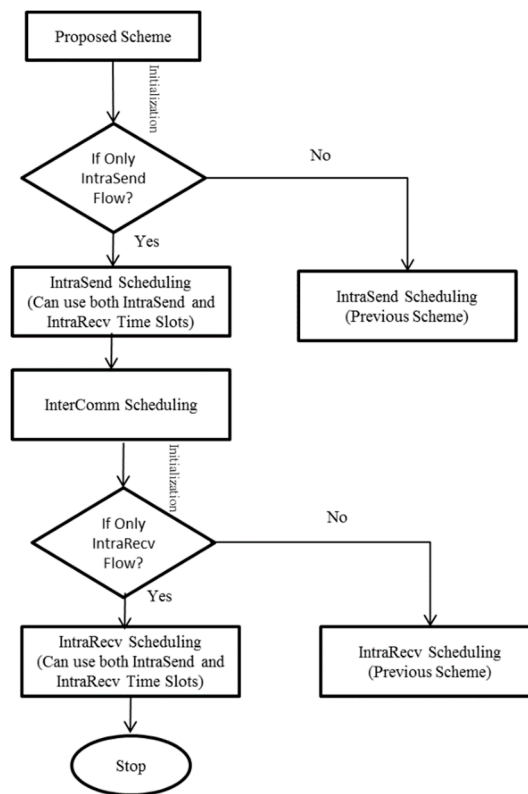 Proposed Scheme
Initialization
If Only
IntraSend
Flow?
No
Yes
IntraSend Scheduling
(Can use both IntraSend and
IntraRecv Time Slots)
IntraSend Scheduling
(Previous Scheme)
InterComm Scheduling
Initialization
If Only
IntraRecv
Flow?
No
Yes
IntraRecv Scheduling
(Can use both IntraSend and
IntraRecv Time Slots)
IntraRecv Scheduling
(Previous Scheme)
Stop